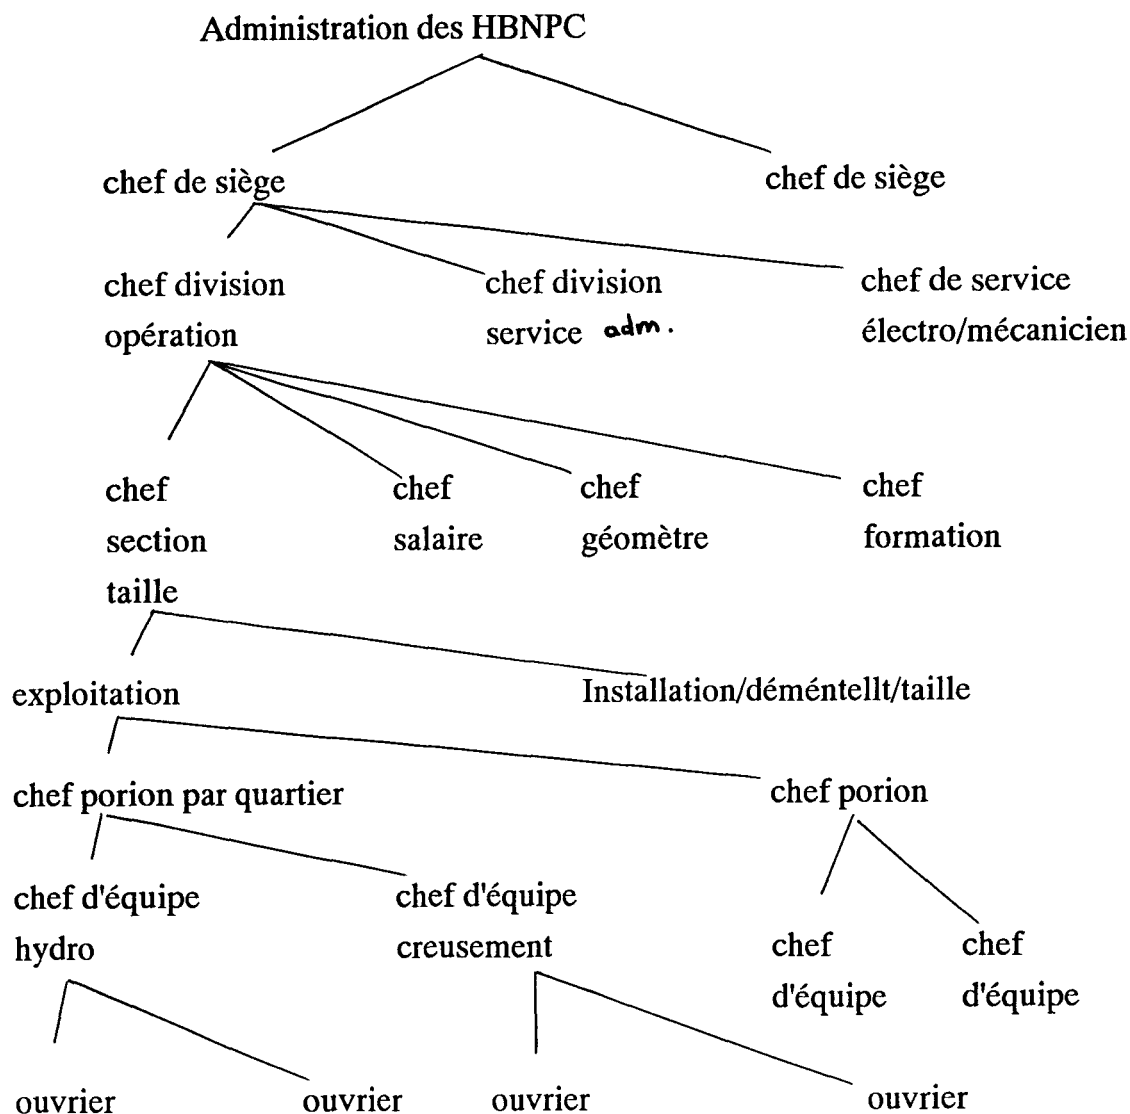 Administration des HBNPC
chef de siège chef de siège
chef division chef division chef de service
opération service adm. électro/mécanicien
chef chef chef chef
section salaire géomètre formation
taille
exploitation Installation/déméntellt/taille
chef porion par quartier chef porion
chef d'équipe chef d'équipe
hydro creusement chef chef
d'équipe d'équipe
ouvrier ouvrier ouvrier ouvrier